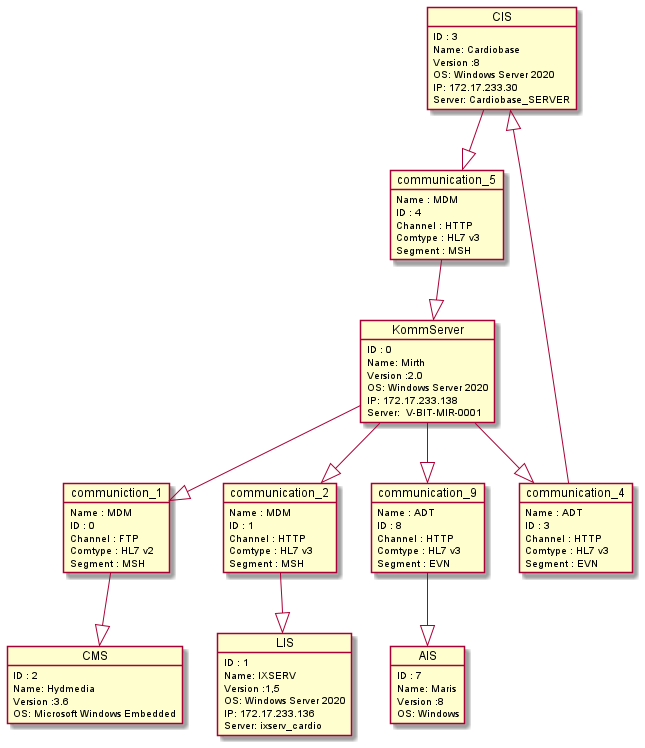 CIS
ID : 3
Name: Cardiobase
Version :8
OS: Windows Server 2020
IP: 172.17.233.30
Server: Cardiobase_SERVER
communication_5
Name : MDM
ID : 4
Channel : HTTP
Comtype : HL7 v3
Segment : MSH
KommServer
ID : 0
Name: Mirth
Version :2.0
OS: Windows Server 2020
IP: 172.17.233.138
Server:  V-BIT-MIR-0001
communiction_1
Name : MDM
ID : 0
Channel : FTP
Comtype : HL7 v2
Segment : MSH
communication_2
Name : MDM
ID : 1
Channel : HTTP
Comtype : HL7 v3
Segment : MSH
communication_9
Name : ADT
ID : 8
Channel : HTTP
Comtype : HL7 v3
Segment : EVN
communication_4
Name : ADT
ID : 3
Channel : HTTP
Comtype : HL7 v3
Segment : EVN
CMS
ID : 2
Name: Hydmedia
Version :3.6
OS: Microsoft Windows Embedded
LIS
ID : 1
Name: IXSERV
Version :1,5
OS: Windows Server 2020
IP: 172.17.233.136
Server: ixserv_cardio
AIS
ID : 7
Name: Maris
Version :8
OS: Windows